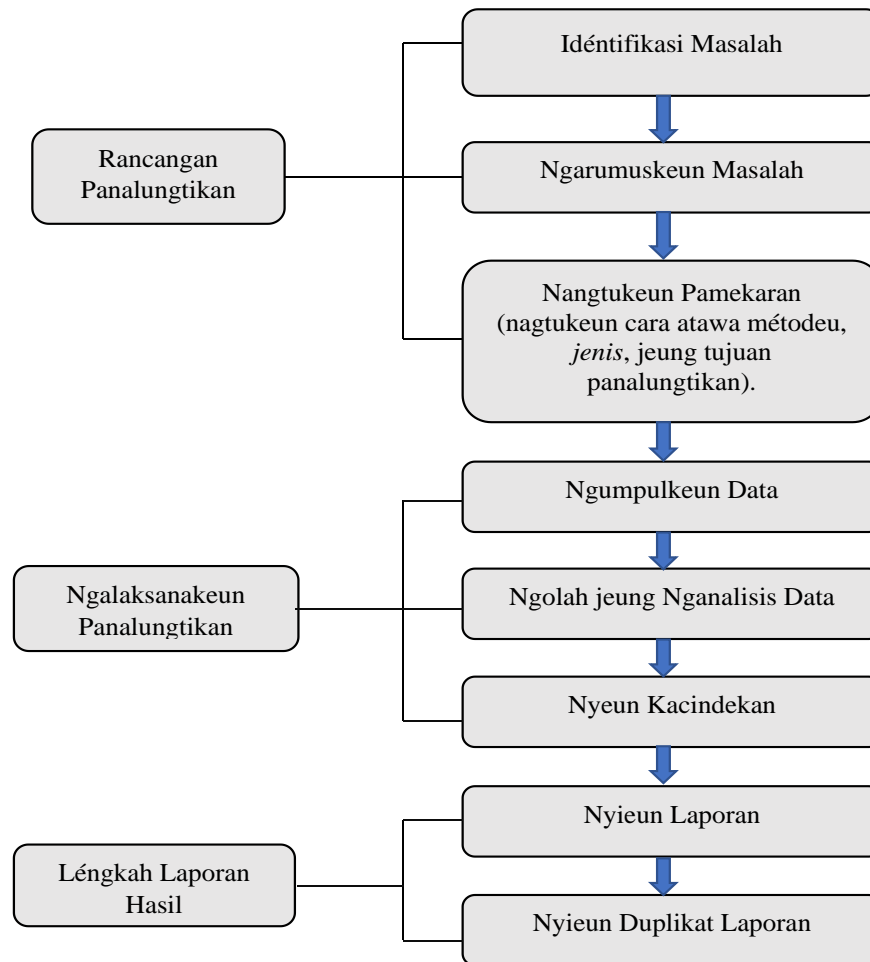 Idéntifikasi Masalah
Rancangan
Panalungtikan
Ngarumuskeun Masalah
Nangtukeun Pamekaran
(nagtukeun cara atawa métodeu,
jenis, jeung tujuan
panalungtikan).
Ngumpulkeun Data
Ngalaksanakeun
Panalungtikan
Ngolah jeung Nganalisis Data
Nyeun Kacindekan
Nyieun Laporan
Léngkah Laporan
Hasil
Nyieun Duplikat Laporan